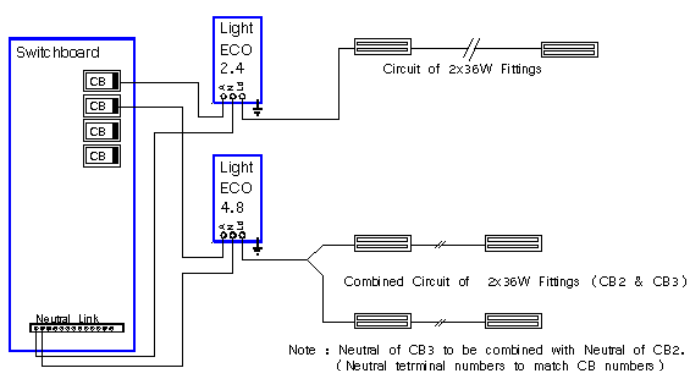 Switchboard
CB
CB
CB
CB
Neutral Link
Light
ECO
2.4
A N Ld
Circuit of 2x36W Fittings
Light
ECO
4.8
A N Ld
Combined Circuit of 2x36W Fittings (CB2 & CB3)
Note : Neutral of CB3 to be combined with Neutral of CB2.
( Neutral tetrminal numbers to match CB numbers )